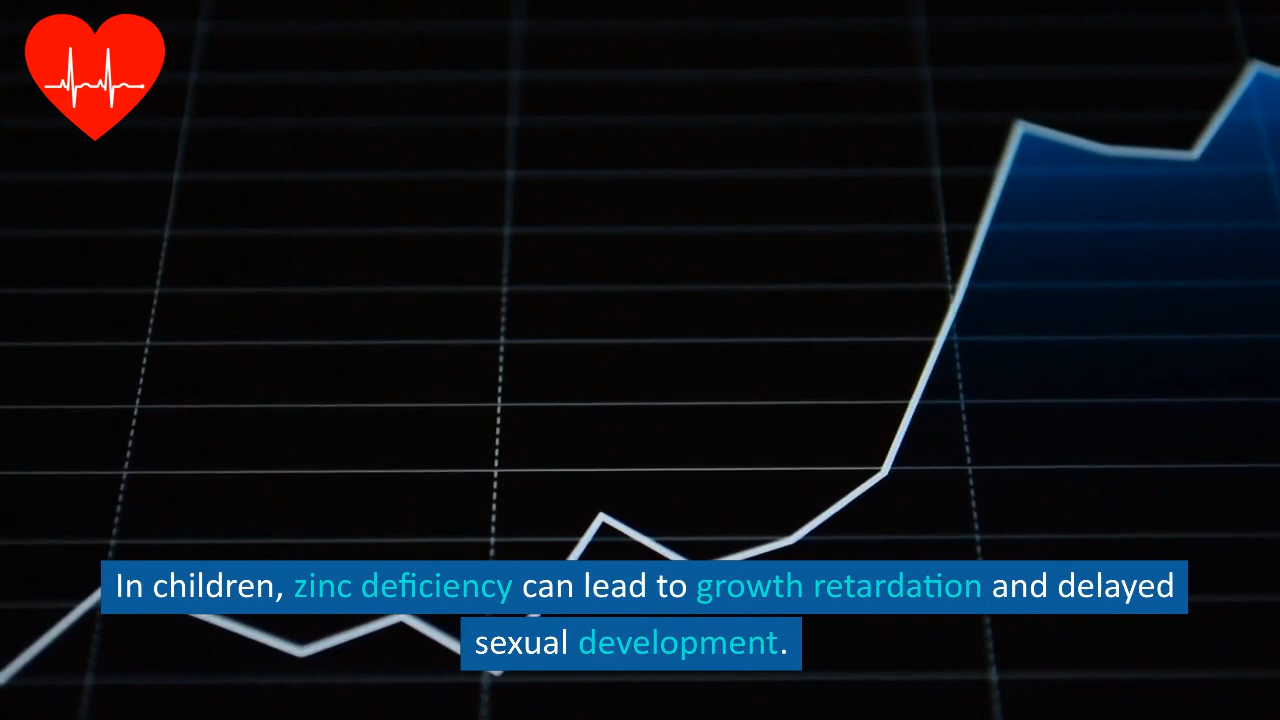 In children, zinc deficiency can lead to growth retardation and delayed
sexual development.